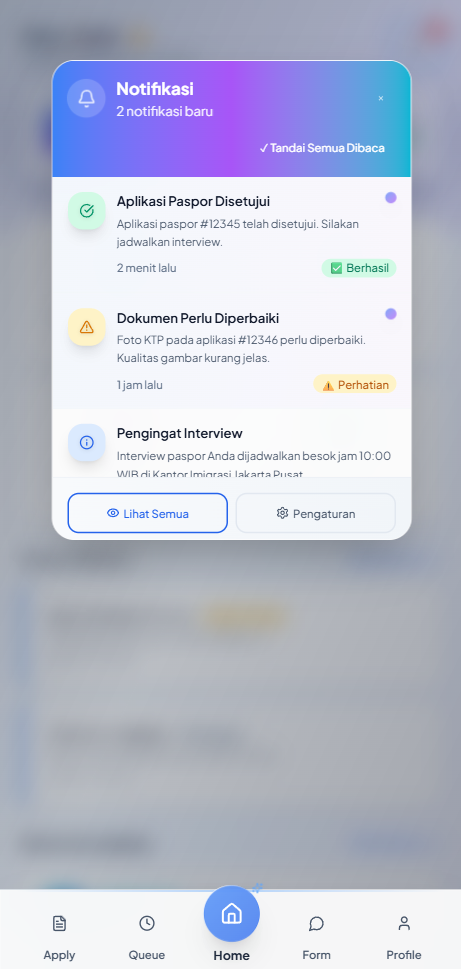 Notifikasi
2 notifikasi baru
×
✓ Tandai Semua Dibaca
Aplikasi Paspor Disetujui
Aplikasi paspor #12345 telah disetujui. Silakan
jadwalkan interview.
2 menit lalu
✅ Berhasil
Dokumen Perlu Diperbaiki
Foto KTP pada aplikasi #12346 perlu diperbaiki.
Kualitas gambar kurang jelas.
1 jam lalu
⚠️ Perhatian
Pengingat Interview
Interview paspor Anda dijadwalkan besok jam 10:00
WIB di Kantor Imigrasi Jakarta Pusat.
Lihat Semua
Pengaturan
Apply
Queue
Home
Form
Profile